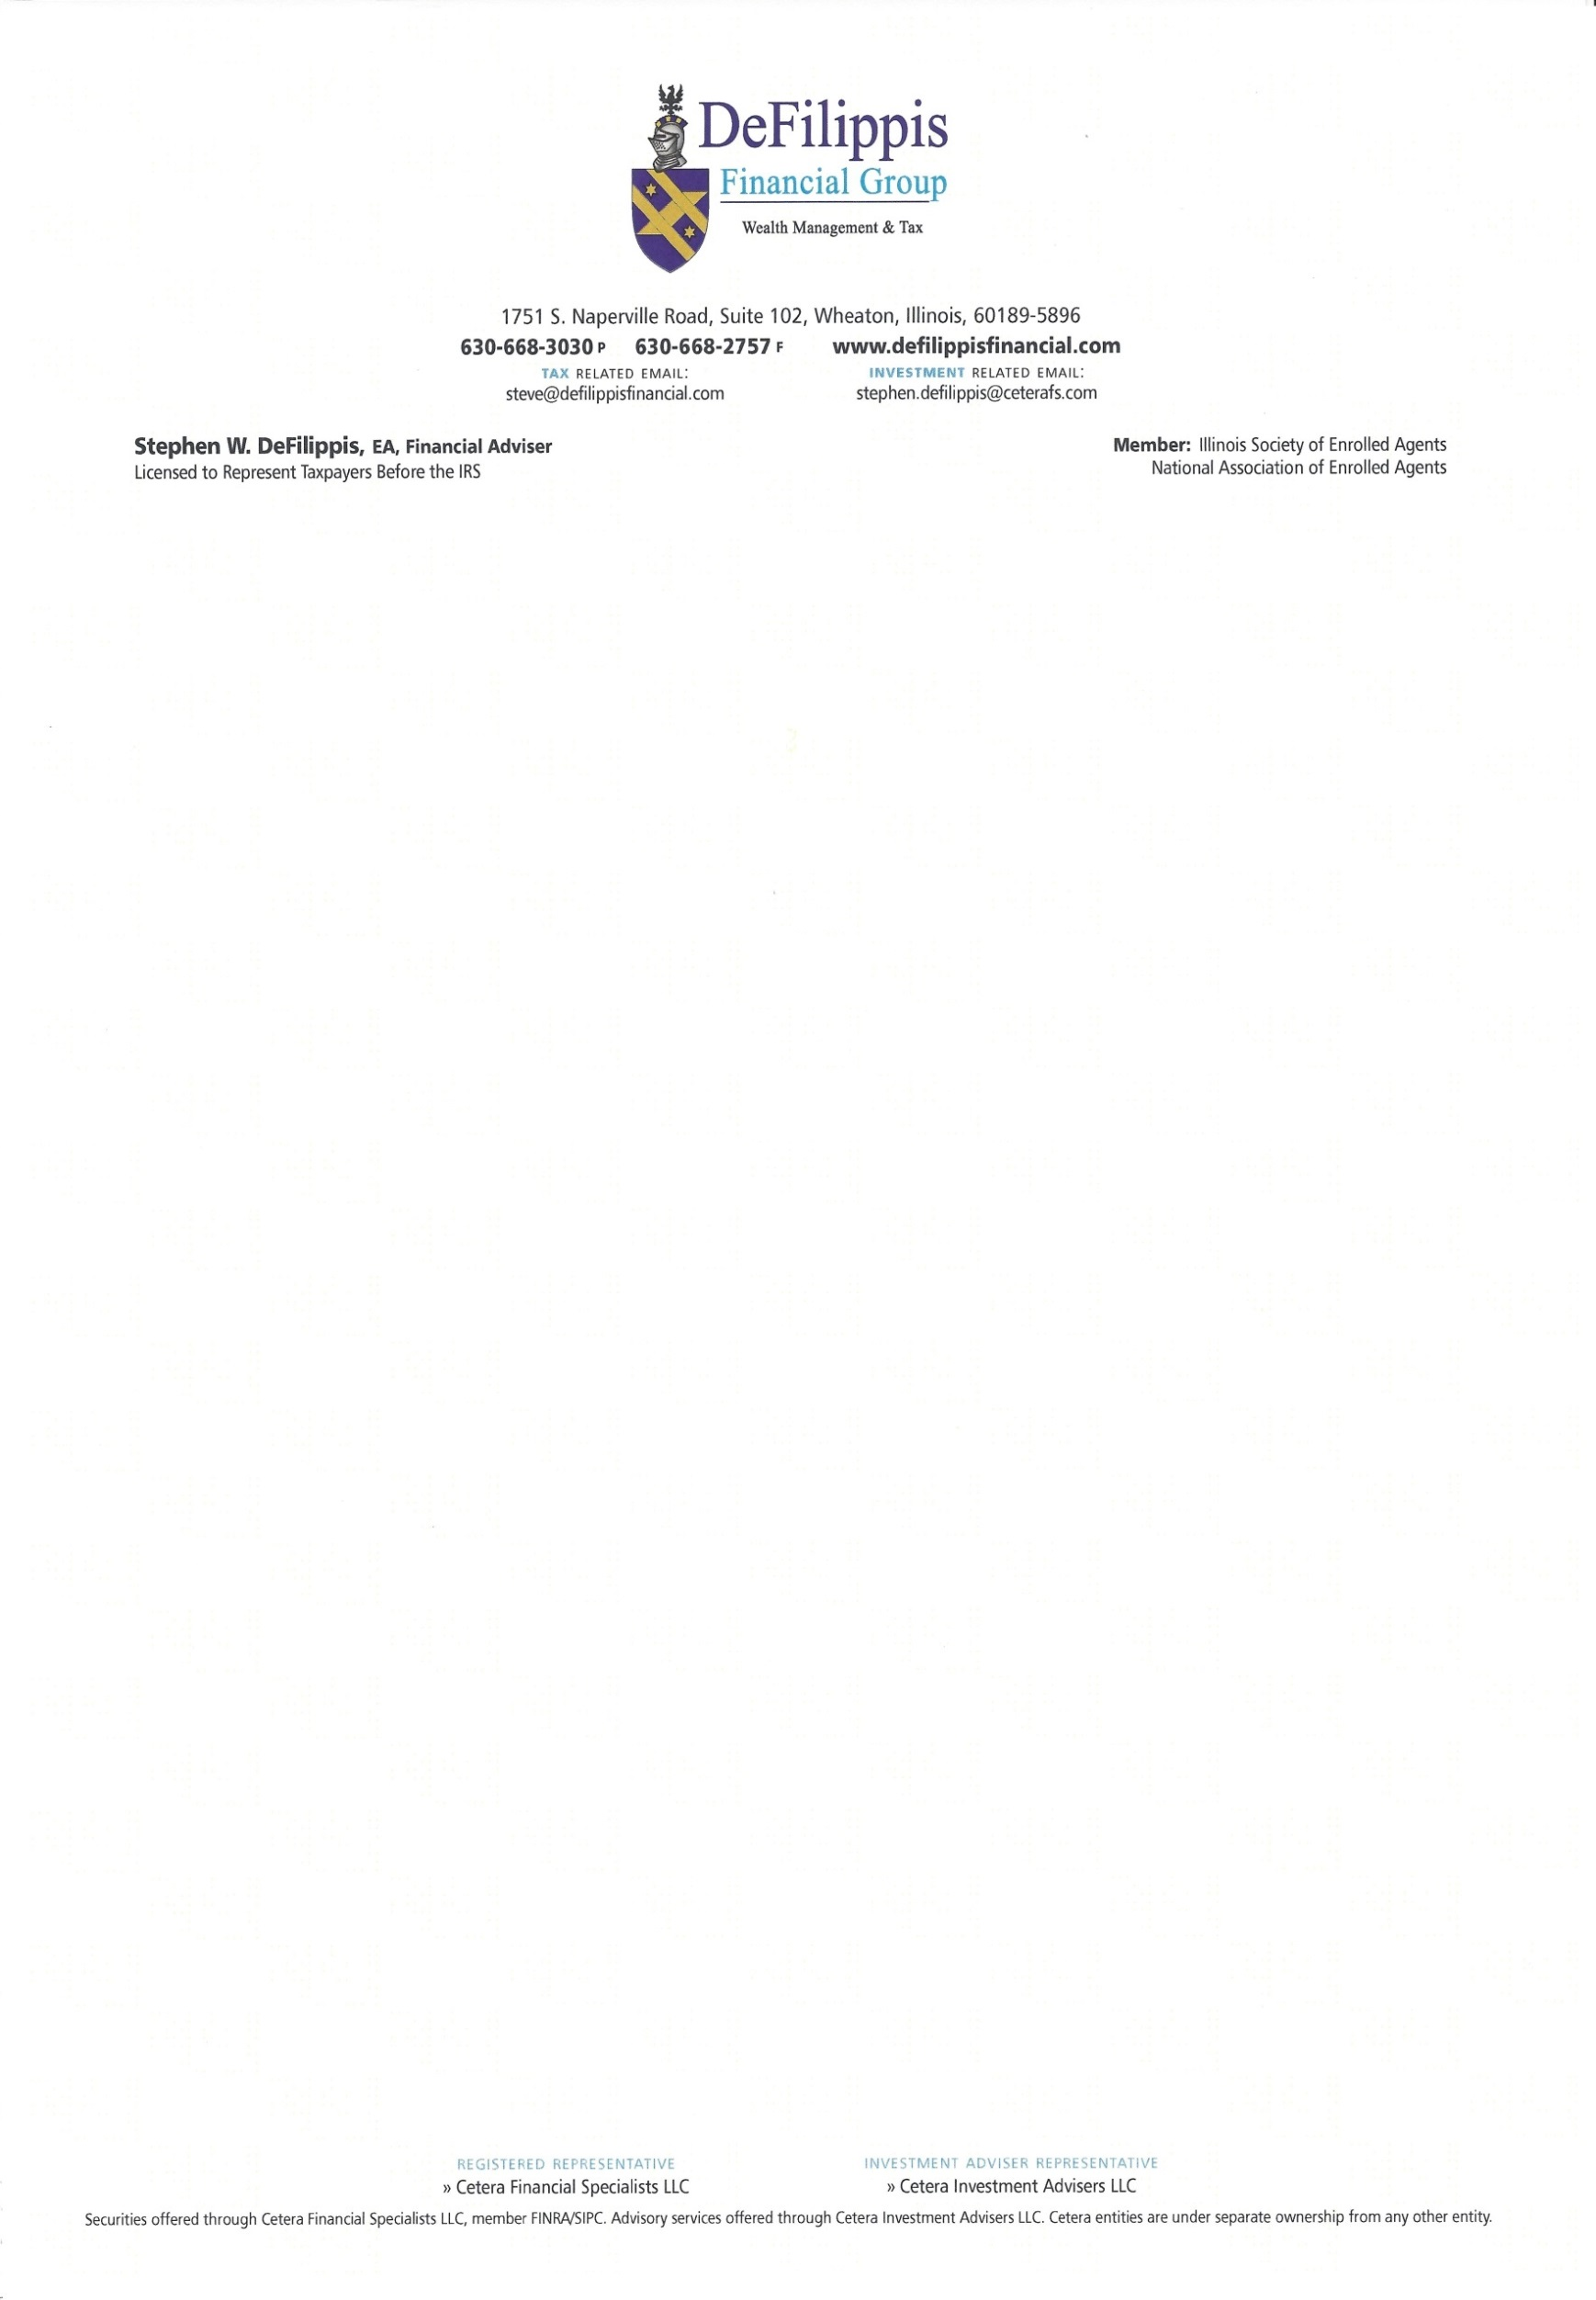 DeFilippis
Financial Group
Wealth Management & Tax
1751 S. Naperville Road, Suite 102, Wheaton, Illinois, 60189-5896
630-668-3030 P 630-668-2757 F www.defilippisfinancial.com
TAX RELATED EMAIL: INVESTMENT RELATED EMAIL:
steve@defilippisfinancial.com stephen.defilippis@ceterafs.com
Stephen W. DeFilippis, EA, Financial Adviser
Licensed to Represent Taxpayers Before the IRS
Member: Illinois Society of Enrolled Agents
National Association of Enrolled Agents
REGISTERED REPRESENTATIVE INVESTMENT ADVISER REPRESENTATIVE
» Cetera Financial Specialists LLC » Cetera Investment Advisers LLC
Securities offered through Cetera Financial Specialists LLC, member FINRA/SIPC. Advisory services offered through Cetera Investment Advisers LLC. Cetera entities are under separate ownership from any other entity.